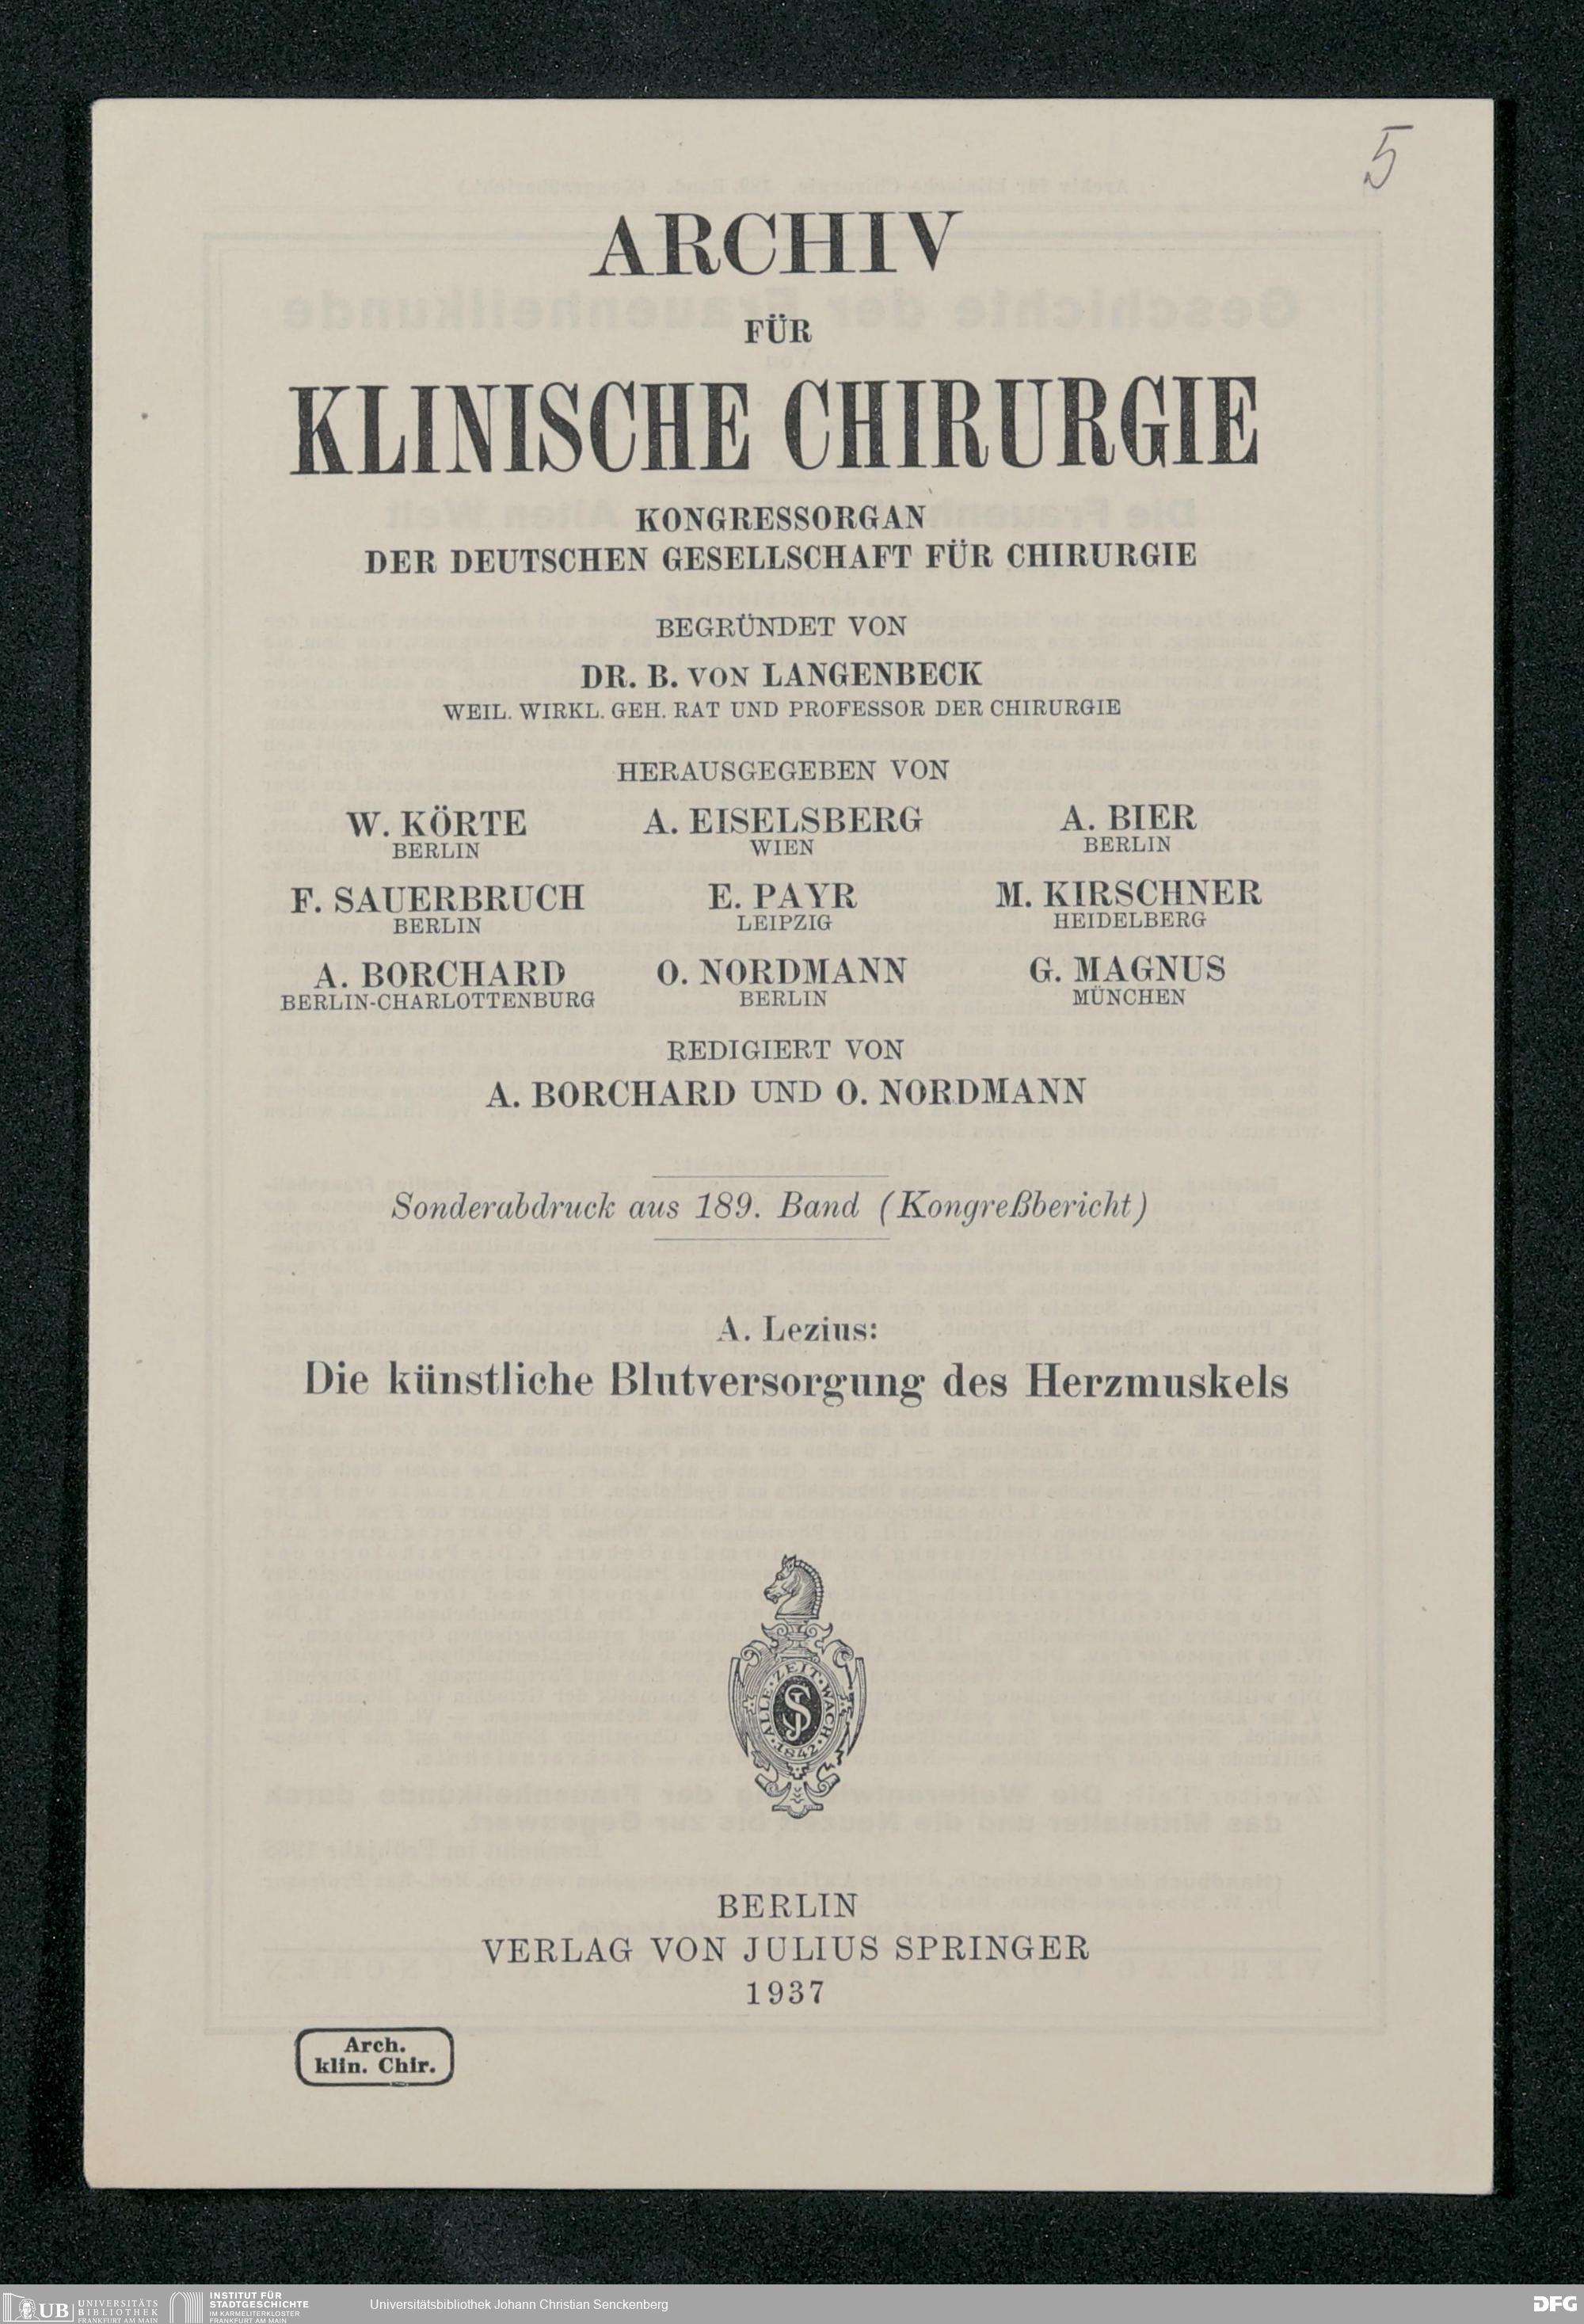 5
ARCHIV
FÜR
KLINISCHE CHIRURGIE
KONGRESSORGAN
DER DEUTSCHEN GESELLSCHAFT FÜR CHIRURGIE
BEGRÜNDET VON
DR. B. VON LANGENBECK
WEIL. WIRKL. GEH. RAT UND PROFESSOR DER CHIRURGIE
HERAUSGEGEBEN VON
W. KÖRTE A. EISELSBERG A. BIER
BERLIN WIEN BERLIN
F. SAUERBRUCH E. PAYR M. KIRSCHNER
BERLIN LEIPZIG HEIDELBERG
A. BORCHARD O. NORDMANN G. MAGNUS
BERLIN-CHARLOTTENBURG BERLIN MÜNCHEN
REDIGIERT VON
A. BORCHARD UND O. NORDMANN
Sonderabdruck aus 189. Band (Kongreßbericht)
A. Lezius:
Die künstliche Blutversorgung des Herzmuskels
ALLE·ZEIT·WACH·
JS
1842
BERLIN
VERLAG VON JULIUS SPRINGER
1937
Arch.
klin. Chir.
UB UNIVERSITÄTS
BIBLIOTHEK
FRANKFURT AM MAIN
INSTITUT FÜR
STADTGESCHICHTE
IM KARMELITERKLOSTER
FRANKFURT AM MAIN
Universitätsbibliothek Johann Christian Senckenberg
DFG